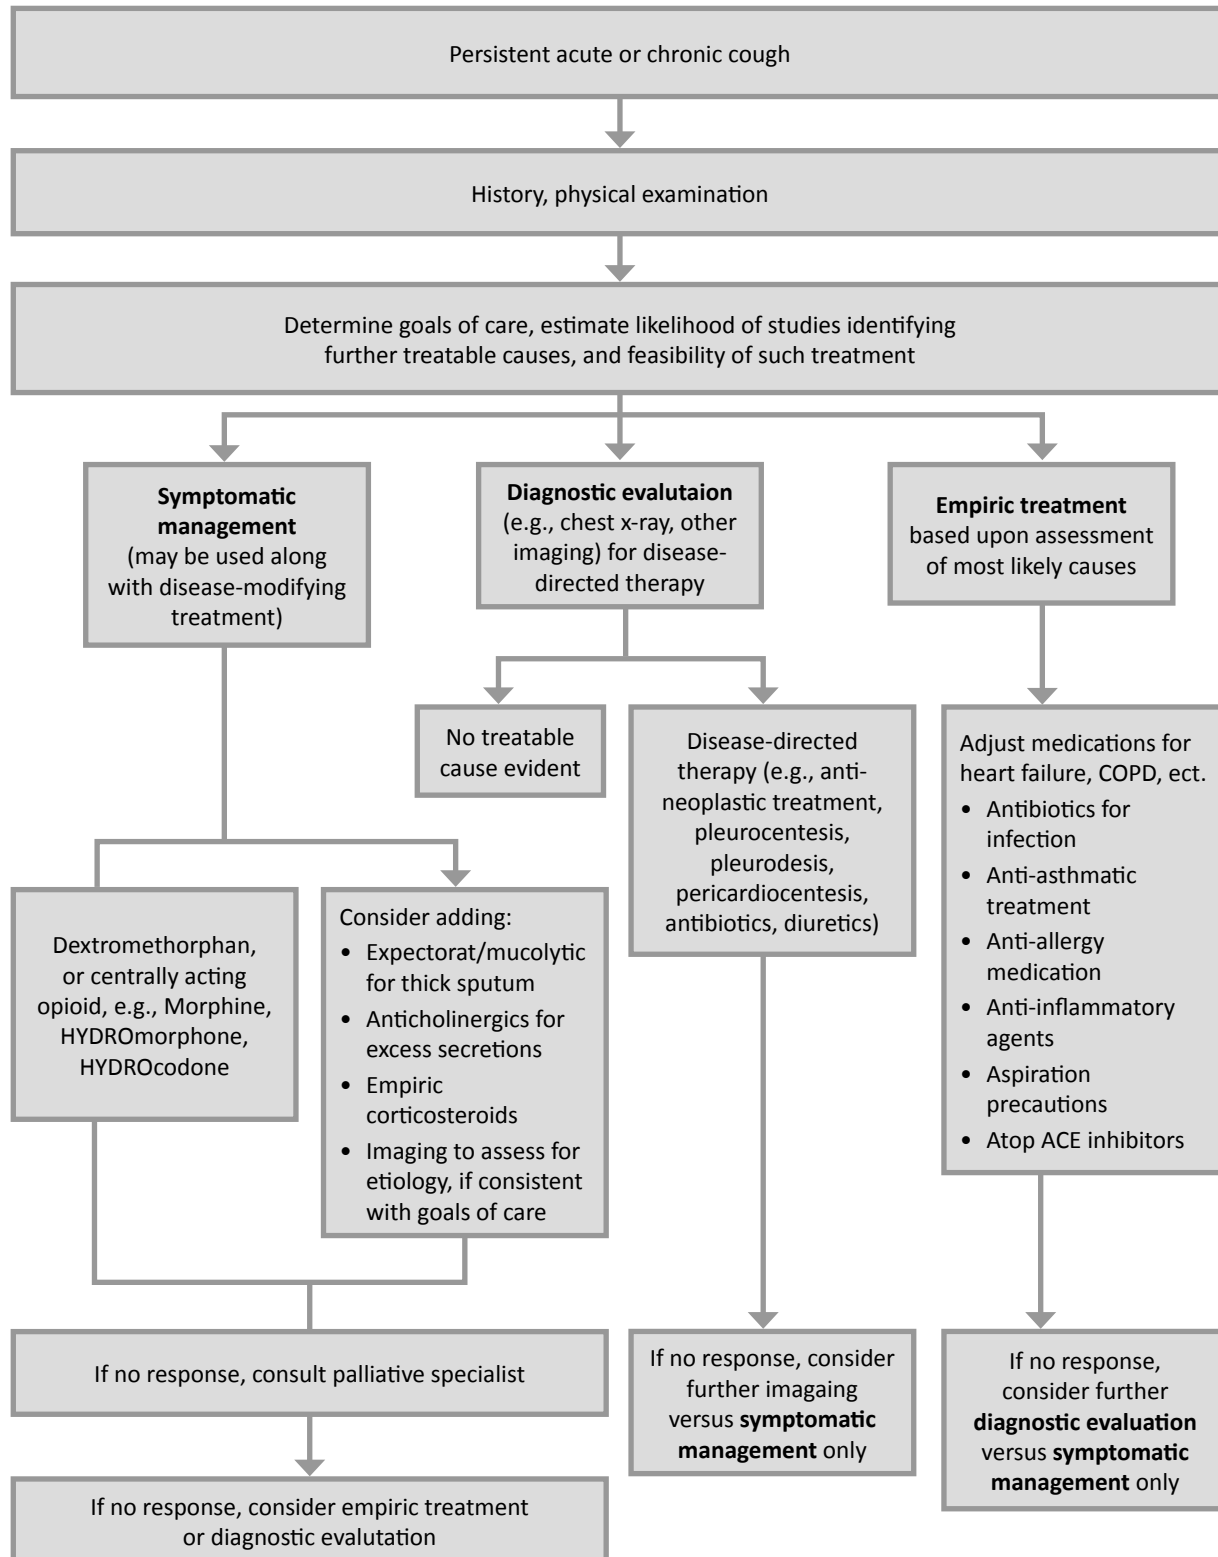 Persistent acute or chronic cough
History, physical examination
Determine goals of care, estimate likelihood of studies identifying
further treatable causes, and feasibility of such treatment
Symptomatic
management
(may be used along
with disease-modifying
treatment)
Diagnostic evalutaion
(e.g., chest x-ray, other
imaging) for disease-
directed therapy
Empiric treatment
based upon assessment
of most likely causes
No treatable
cause evident
Disease-directed
therapy (e.g., anti-
neoplastic treatment,
pleurocentesis,
pleurodesis,
pericardiocentesis,
antibiotics, diuretics)
Adjust medications for
heart failure, COPD, ect.
• Antibiotics for
infection
• Anti-asthmatic
treatment
• Anti-allergy
medication
• Anti-inflammatory
agents
• Aspiration
precautions
• Atop ACE inhibitors
Dextromethorphan,
or centrally acting
opioid, e.g., Morphine,
HYDROmorphone,
HYDROcodone
Consider adding:
• Expectorat/mucolytic
for thick sputum
• Anticholinergics for
excess secretions
• Empiric
corticosteroids
• Imaging to assess for
etiology, if consistent
with goals of care
If no response, consult palliative specialist
If no response, consider empiric treatment
or diagnostic evalutation
If no response, consider
further imagaing
versus symptomatic
management only
If no response,
consider further
diagnostic evaluation
versus symptomatic
management only